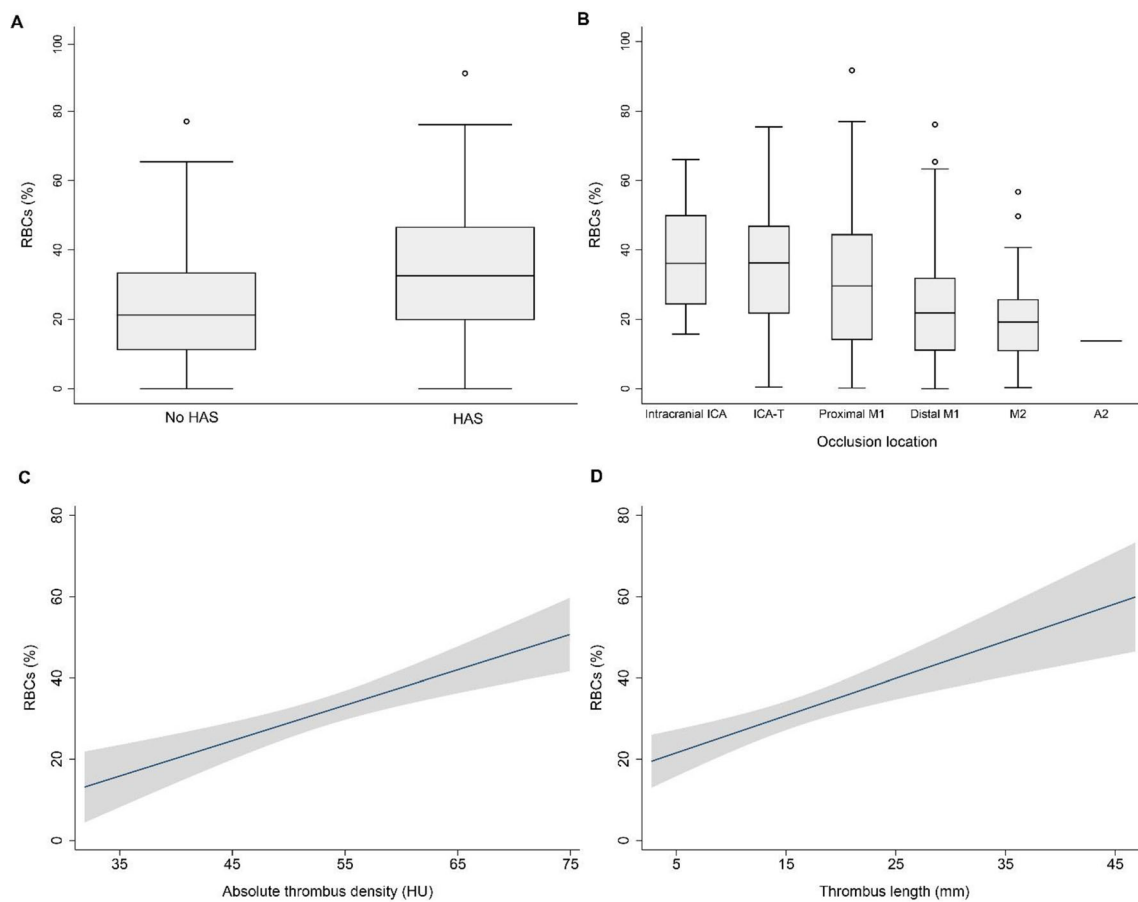 A
100
80
60
40
20
0
RBCs (%)
No HAS
HAS
B
100
80
60
40
20
0
RBCs (%)
Intracranial ICA
ICA-T
Proximal M1
Distal M1
M2
A2
Occlusion location
C
80
60
40
20
0
RBCs (%)
35
45
55
65
75
Absolute thrombus density (HU)
D
80
60
40
20
0
RBCs (%)
5
15
25
35
45
Thrombus length (mm)